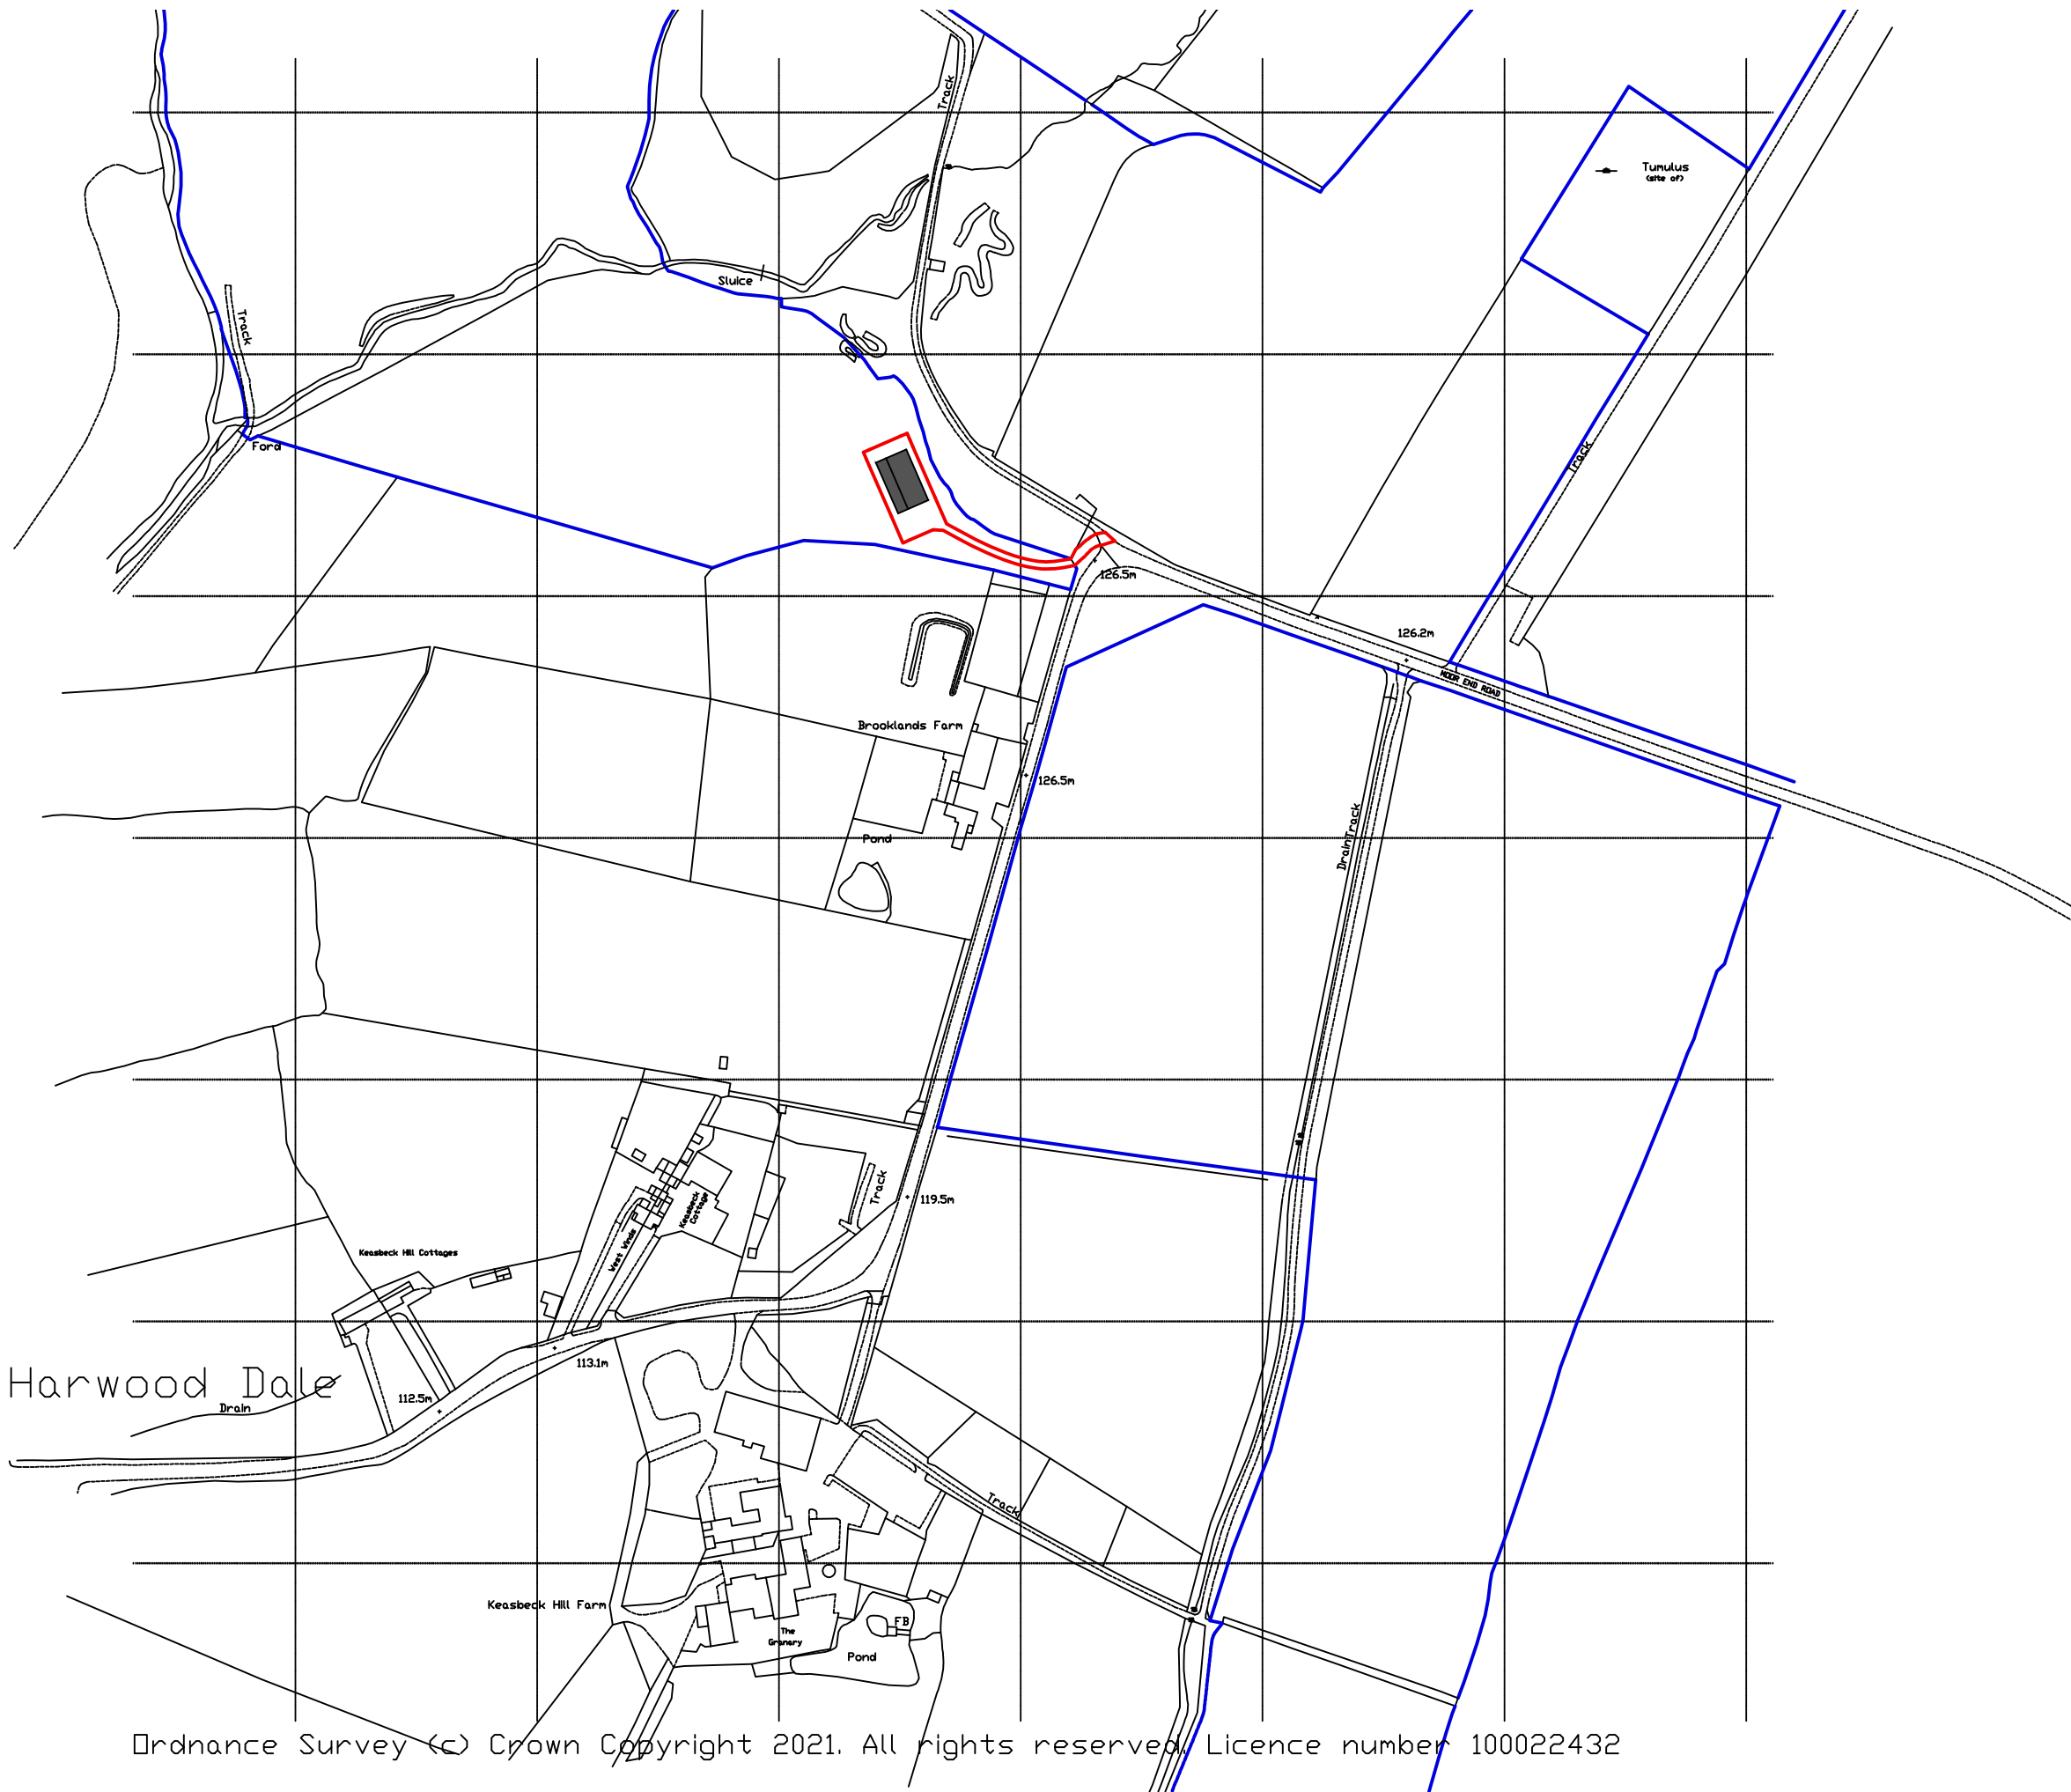 Track
Tumulus
(site of)
Sluice
Track
Ford
Track
126.5m
126.2m
MOOR END ROAD
Brooklands Farm
126.5m
Drain
Track
Pond
Track
119.5m
Keasbeck
Cottage
West Winds
Keasbeck Hill Cottages
113.1m
Harwood Dale
112.5m
Drain
Track
Keasbeck Hill Farm
FB
The
Granary
Pond
Ordnance Survey (c) Crown Copyright 2021. All rights reserved. Licence number 100022432